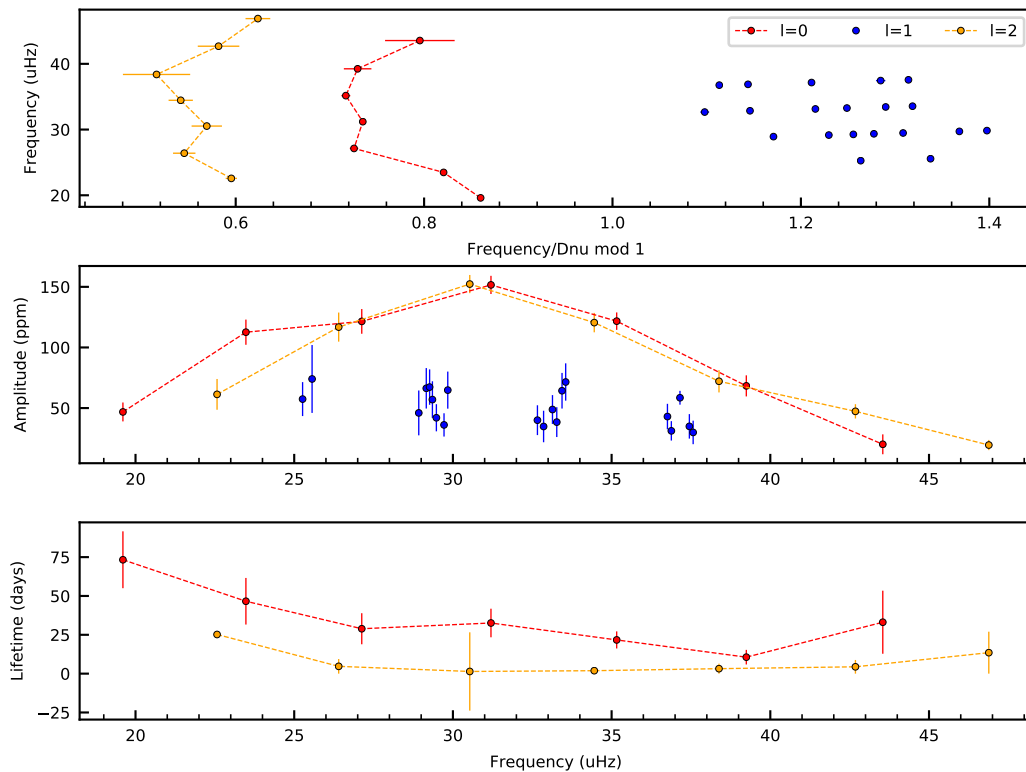 l=0 l=1 l=2
Frequency (uHz)
40
30
20
0.6 0.8 1.0 1.2 1.4
Frequency/Dnu mod 1
Amplitude (ppm)
150
100
50
20 25 30 35 40 45
Lifetime (days)
75
50
25
0
−25
20 25 30 35 40 45
Frequency (uHz)